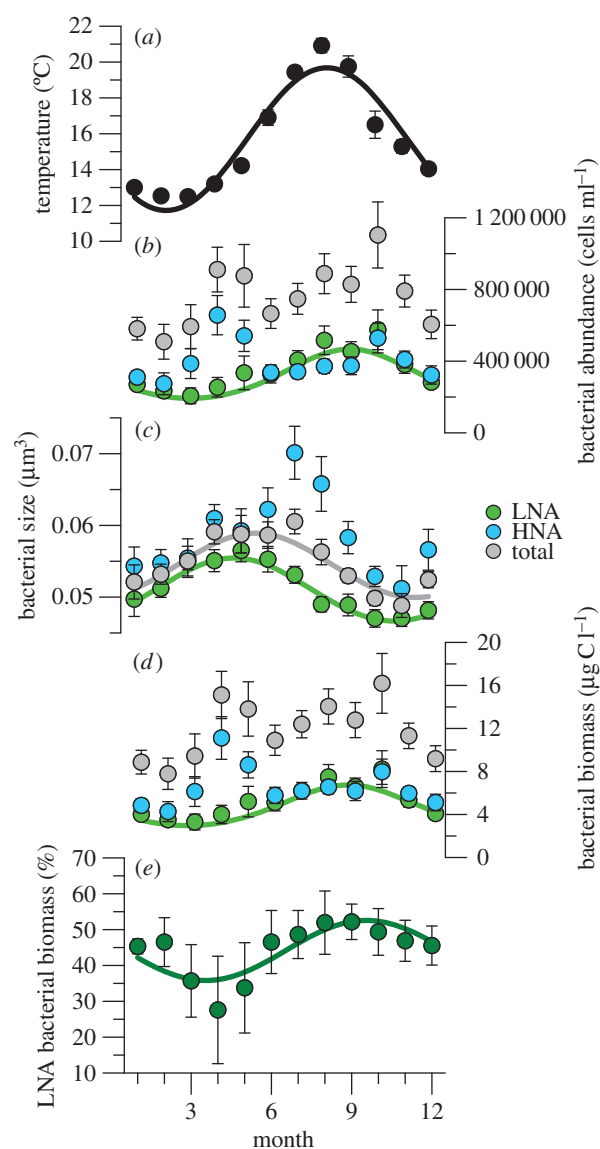 22
(a)
20
18
16
14
12
10
temperature (ºC)
(b)
1 200 000
800 000
400 000
0
bacterial abundance (cells ml⁻¹)
(c)
0.07
0.06
0.05
bacterial size (µm³)
LNA
HNA
total
(d)
20
16
12
8
4
0
bacterial biomass (µg C l⁻¹)
70
(e)
60
50
40
30
20
10
LNA bacterial biomass (%)
3 6 9 12
month